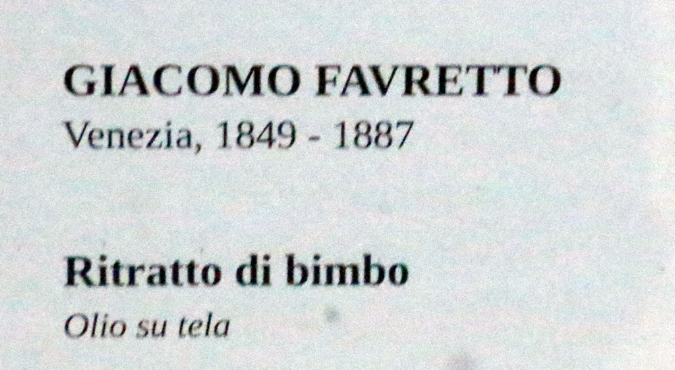 GIACOMO FAVRETTO
Venezia, 1849 - 1887
Ritratto di bimbo
Olio su tela